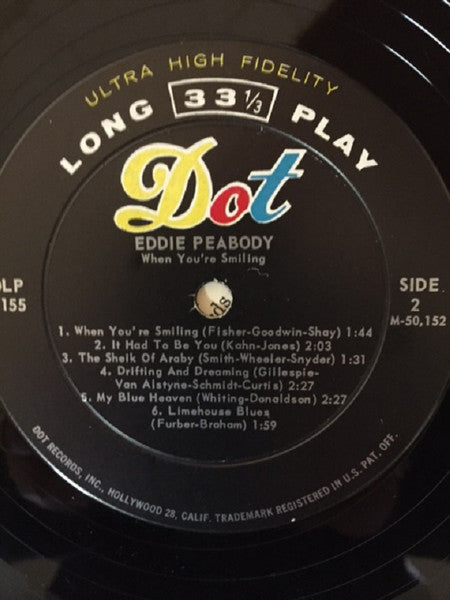 ULTRA HIGH FIDELITY
LONG 33 1/3 PLAY
Dot
EDDIE PEABODY
When You're Smiling
LP
155
SIDE
2
M-50,152
1. When You're Smiling (Fisher-Goodwin-Shay) 1:44
2. It Had To Be You (Kahn-Jones) 2:03
3. The Sheik Of Araby (Smith-Wheeler-Snyder) 1:31
4. Drifting And Dreaming (Gillespie-
Van Alstyne-Schmidt-Curtis) 2:27
5. My Blue Heaven (Whiting-Donaldson) 2:27
6. Limehouse Blues
(Furber-Braham) 1:59
DOT RECORDS, INC., HOLLYWOOD 28, CALIF. TRADEMARK REGISTERED IN U.S. PAT. OFF.